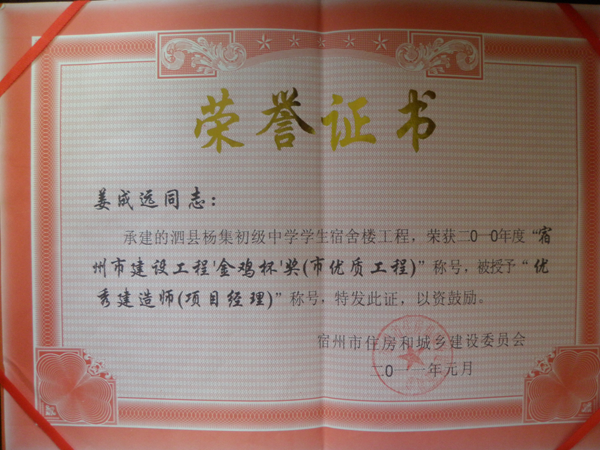 荣誉证书
姜成远同志：
承建的泗县杨集初级中学学生宿舍楼工程，荣获二0一0年度“宿
州市建设工程‘金鸡杯’奖(市优质工程)”称号，被授予“优
秀建造师(项目经理)”称号，特发此证，以资鼓励。
宿州市住房和城乡建设委员会
二0一一年元月